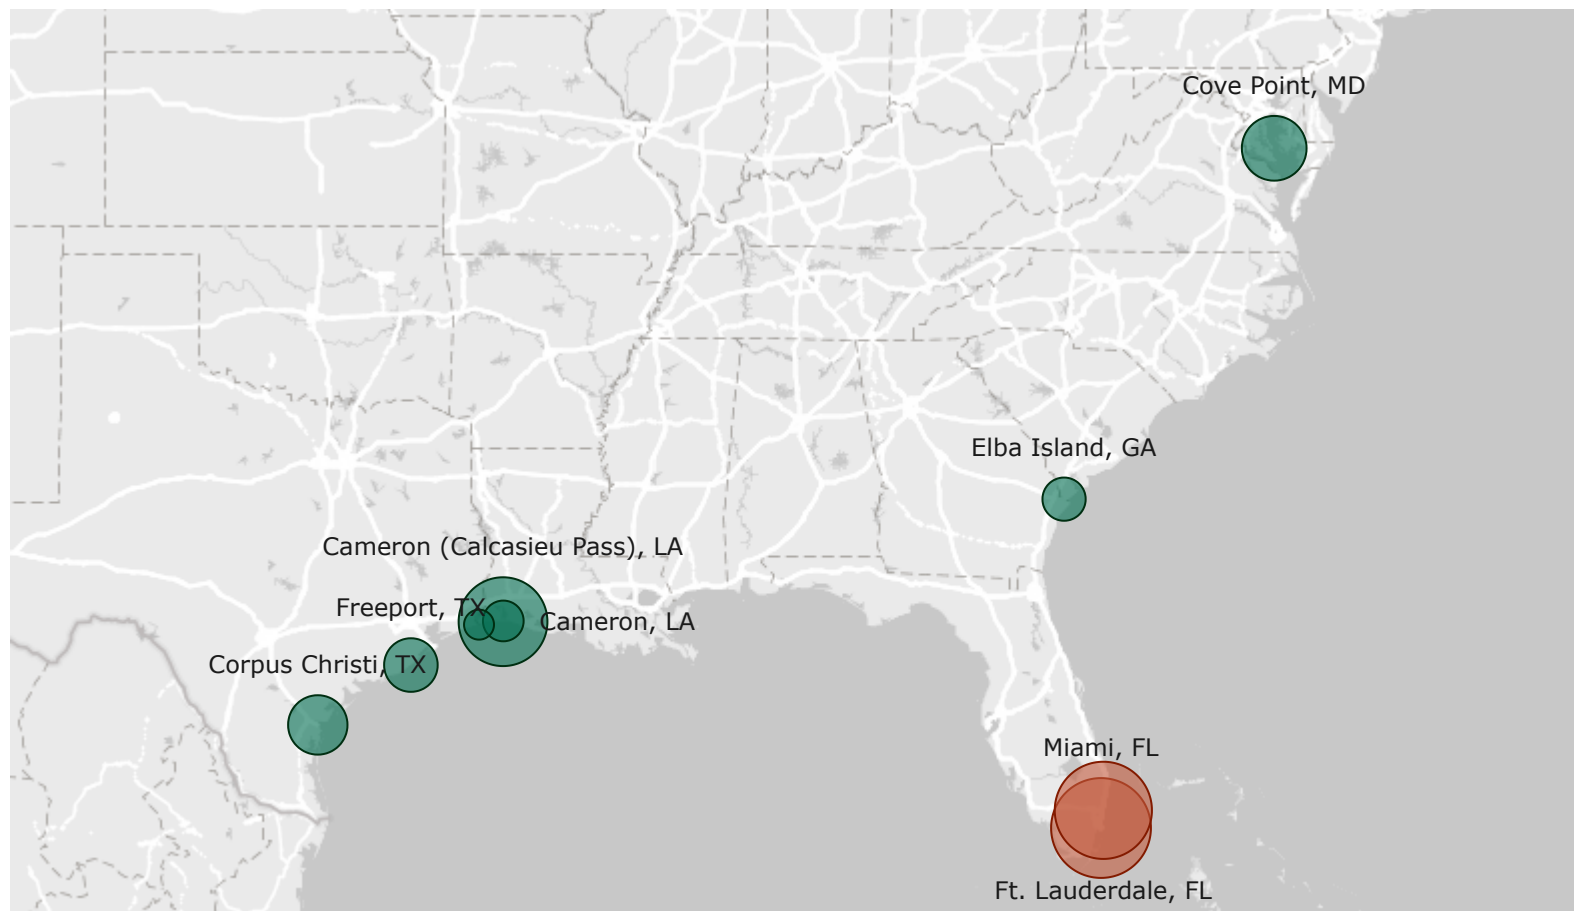 Cove Point, MD
Elba Island, GA
Cameron (Calcasieu Pass), LA
Freeport, TX
Cameron, LA
Corpus Christi, TX
Miami, FL
Ft. Lauderdale, FL